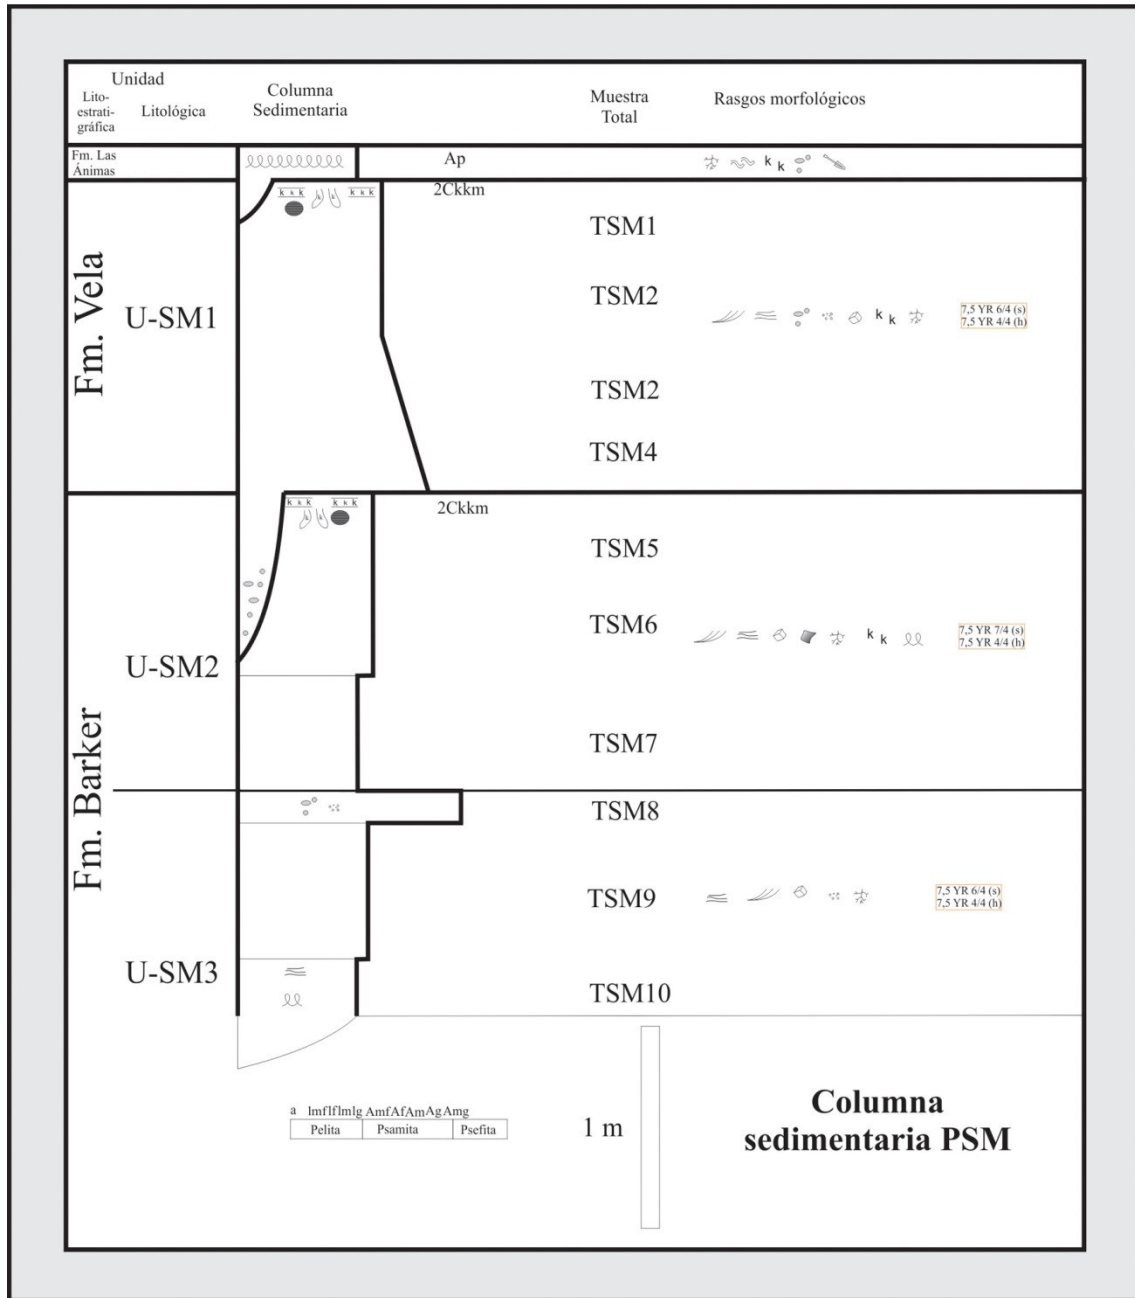 Unidad
Lito-
estrati-
gráfica
Litológica
Columna
Sedimentaria
Muestra
Total
Rasgos morfológicos
Fm. Las
Ánimas
Ap
k k
Fm. Vela
U-SM1
k k k
k k k
k k
2Ckkm
TSM1
TSM2
k k
7,5 YR 6/4 (s)
7,5 YR 4/4 (h)
TSM2
TSM4
Fm. Barker
U-SM2
k k k
k k k
k k
2Ckkm
TSM5
TSM6
k k
7,5 YR 7/4 (s)
7,5 YR 4/4 (h)
TSM7
U-SM3
TSM8
TSM9
7,5 YR 6/4 (s)
7,5 YR 4/4 (h)
TSM10
a lmflflmlg AmfAfAmAgAmg
Pelita Psamita Psefita
1 m
Columna
sedimentaria PSM